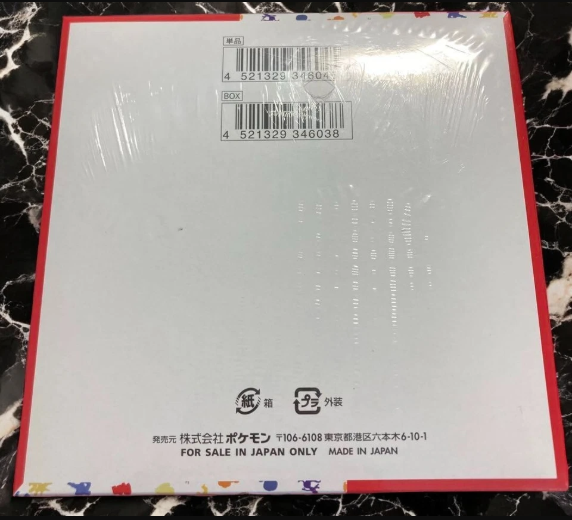 単品
4 521329 34604
BOX
4 521329 346038
紙 箱 プラ 外装
発売元 株式会社ポケモン 〒106-6108 東京都港区六本木6-10-1
FOR SALE IN JAPAN ONLY MADE IN JAPAN